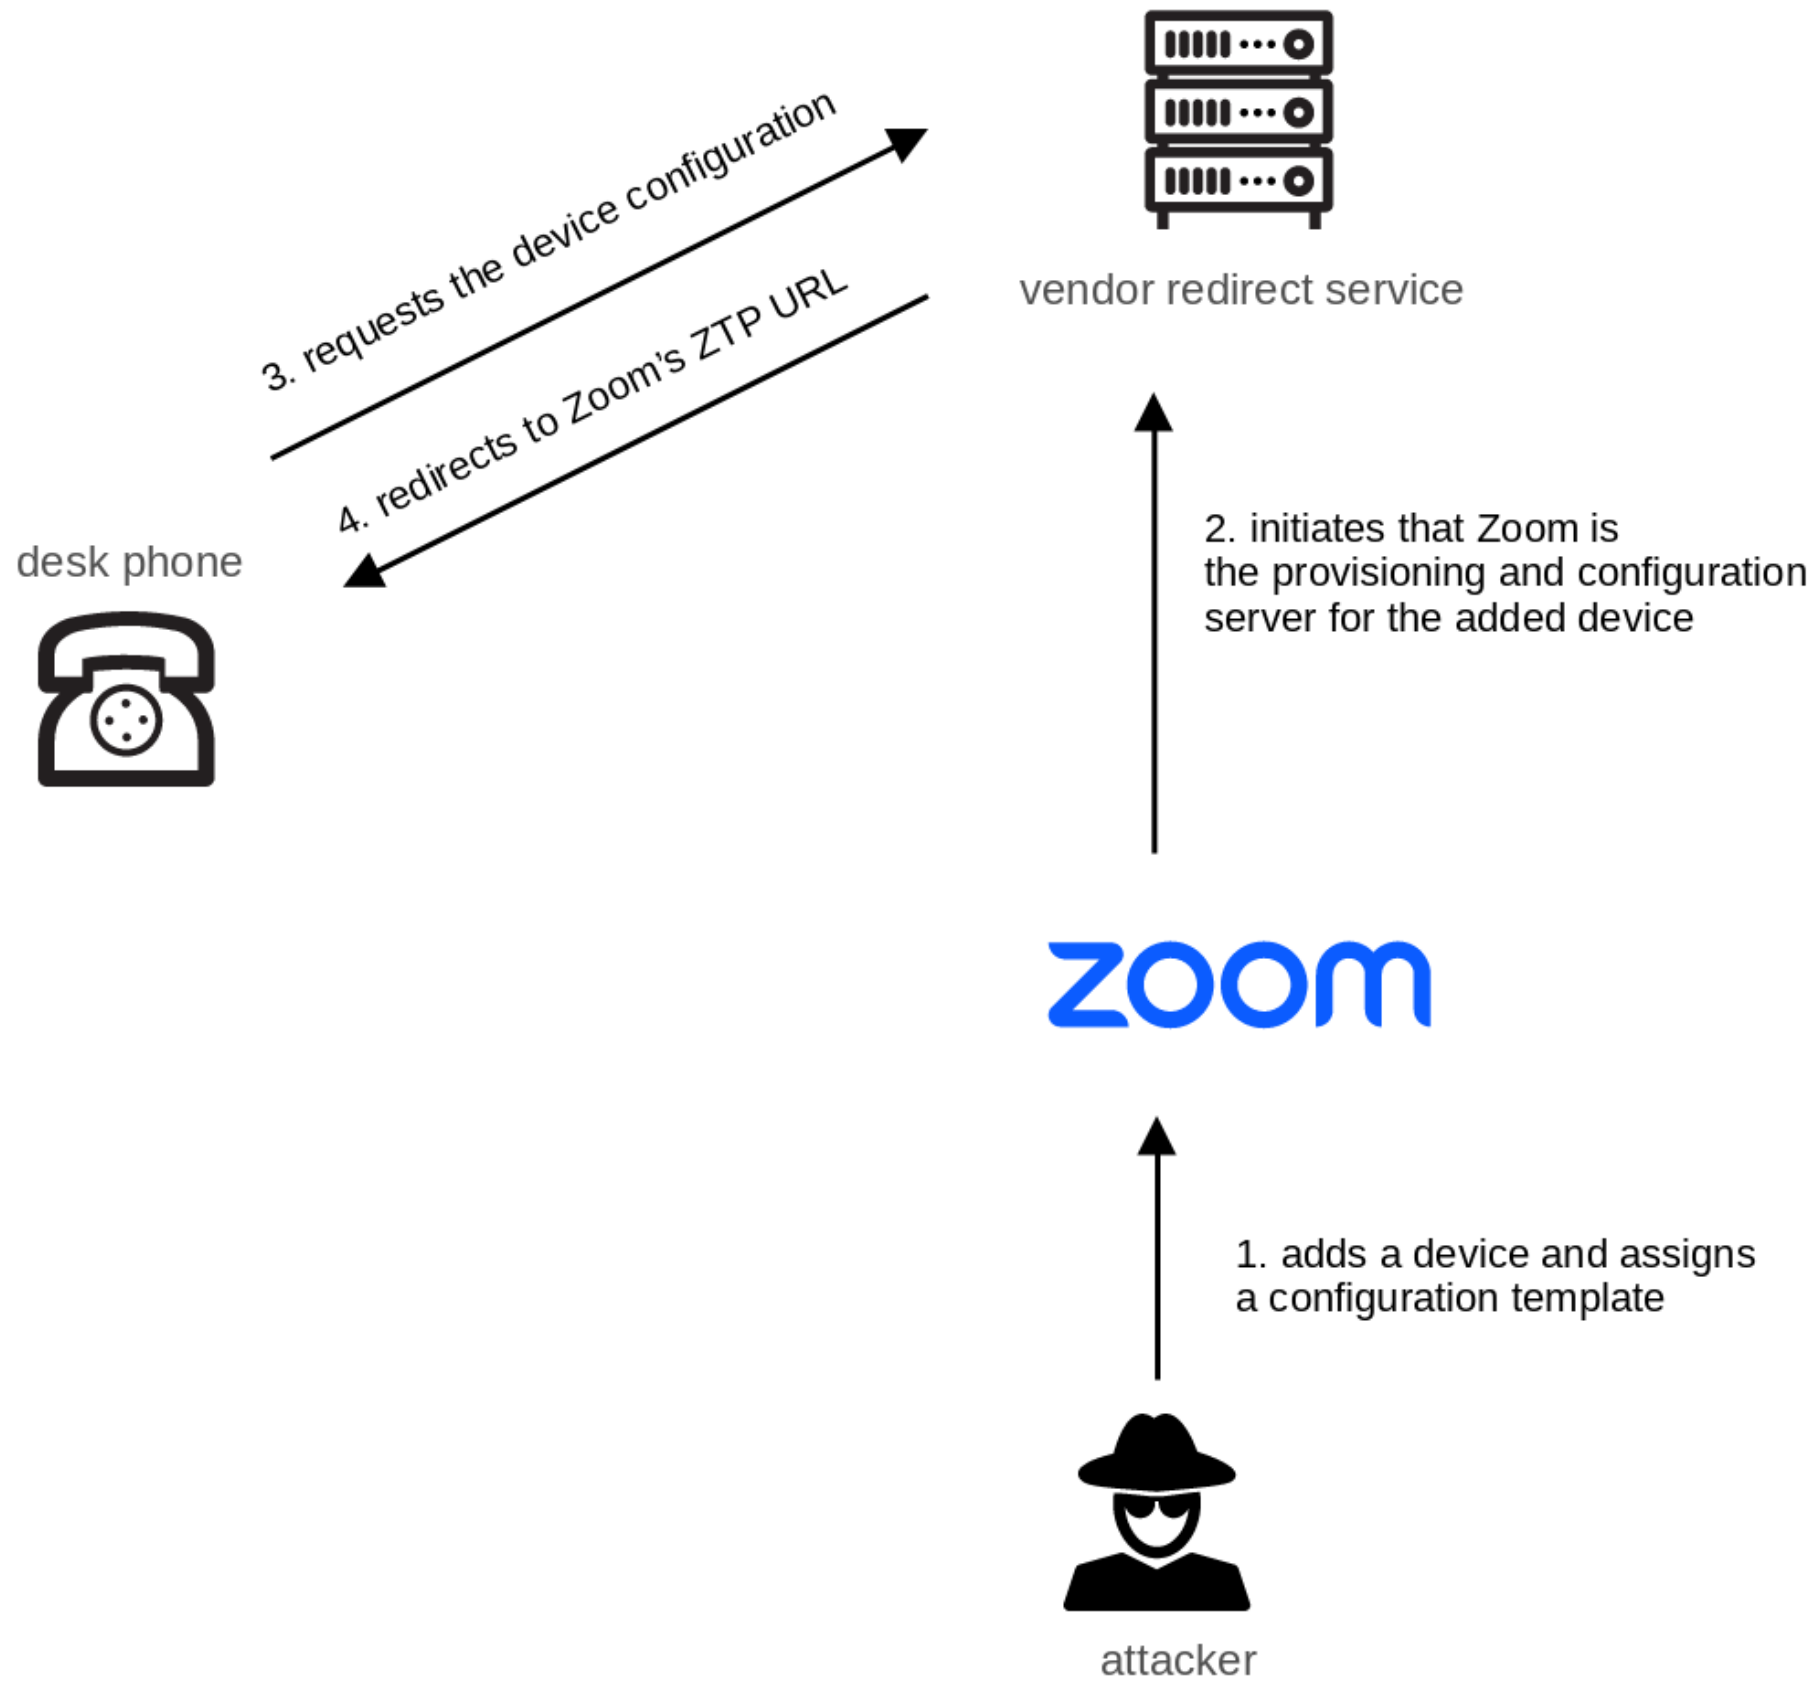 3. requests the device configuration
vendor redirect service
4. redirects to Zoom’s ZTP URL
desk phone
2. initiates that Zoom is
the provisioning and configuration
server for the added device
zoom
1. adds a device and assigns
a configuration template
attacker